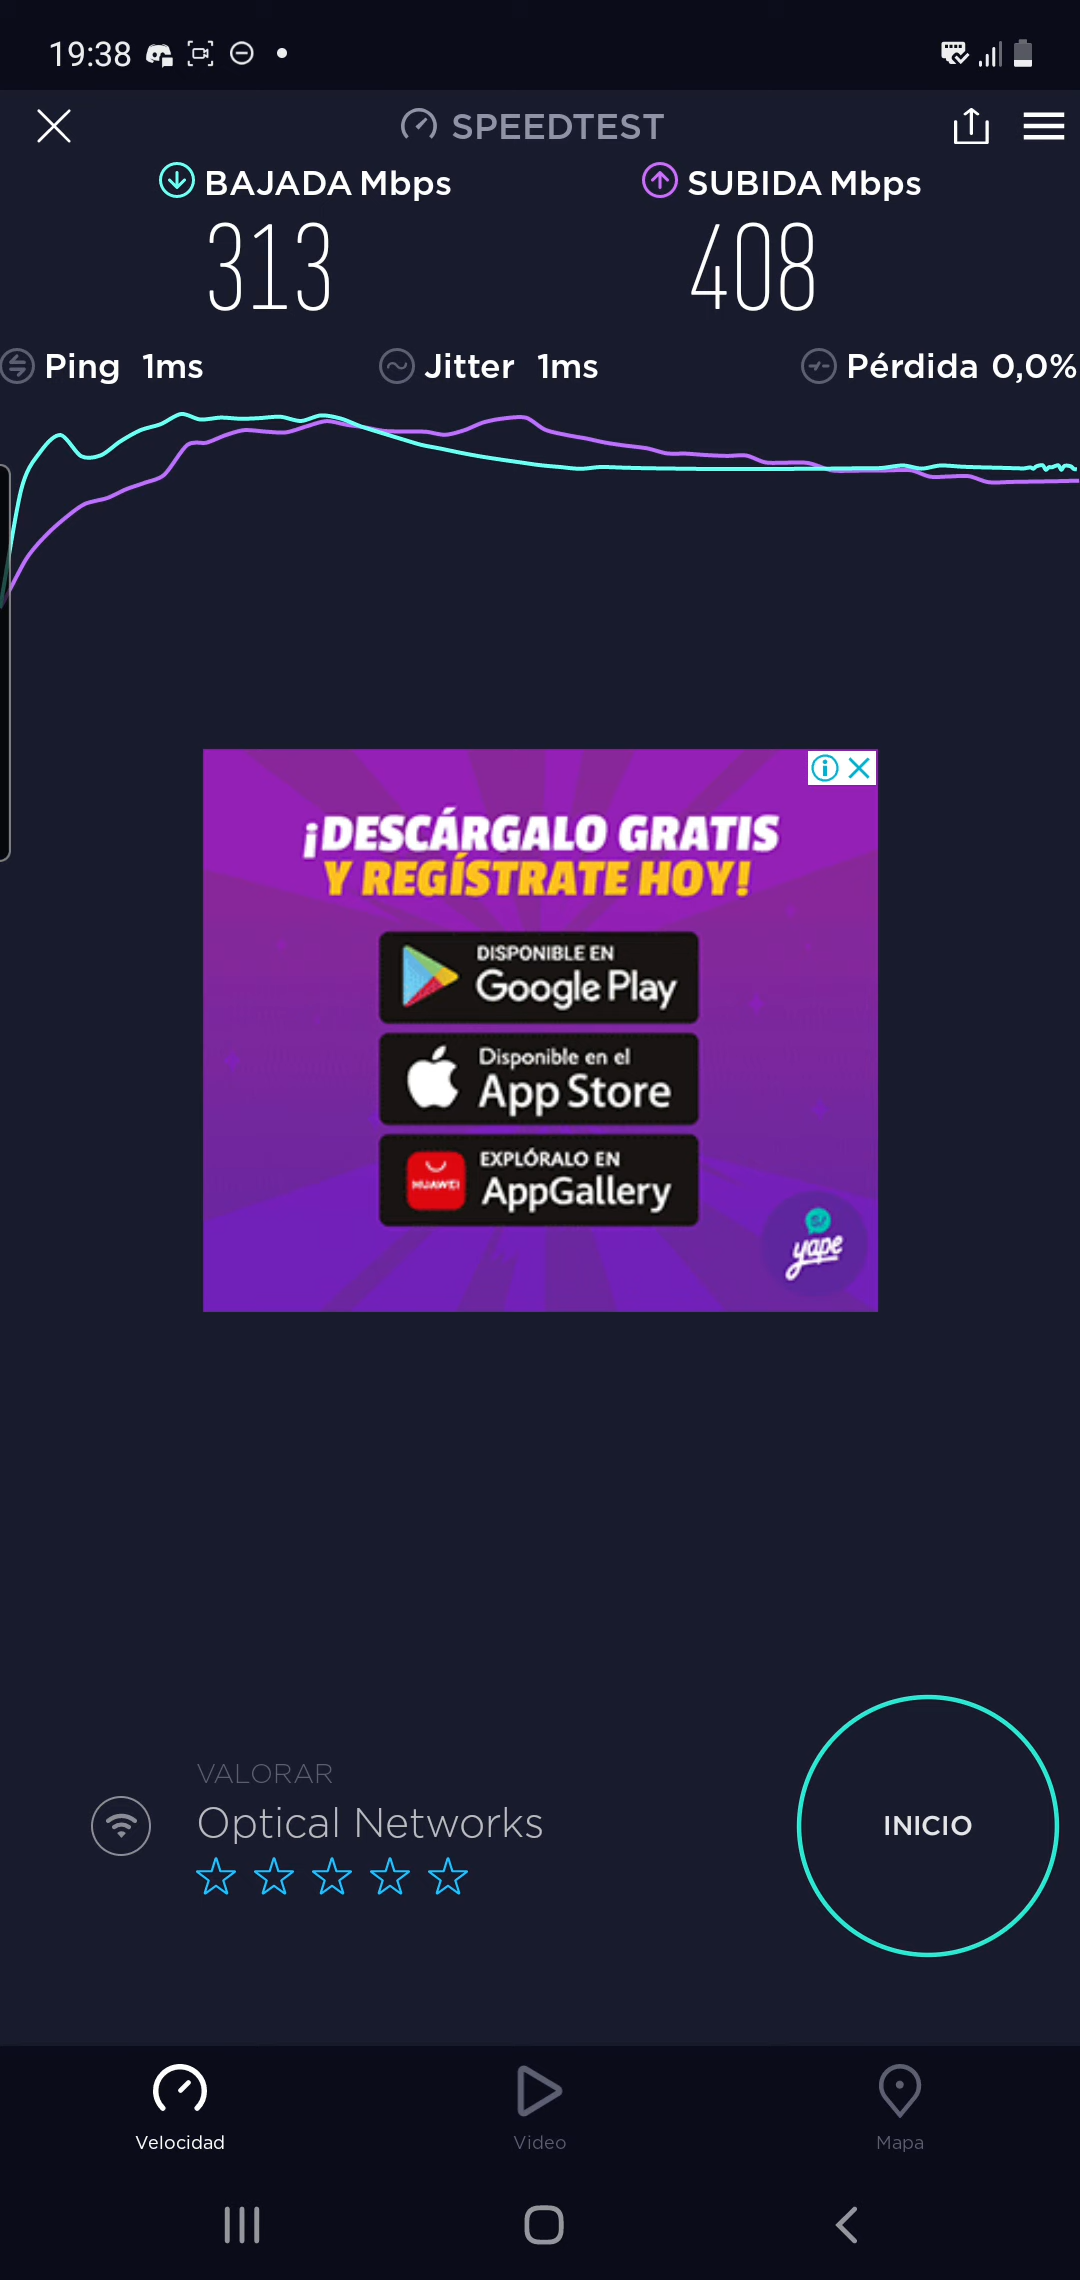 19:38
SPEEDTEST
BAJADA Mbps
SUBIDA Mbps
313
408
Ping 1ms
Jitter 1ms
Pérdida 0,0%
¡DESCÁRGALO GRATIS
Y REGÍSTRATE HOY!
DISPONIBLE EN
Google Play
Disponible en el
App Store
EXPLÓRALO EN
HUAWEI
AppGallery
S/
yape
VALORAR
Optical Networks
INICIO
Velocidad
Video
Mapa